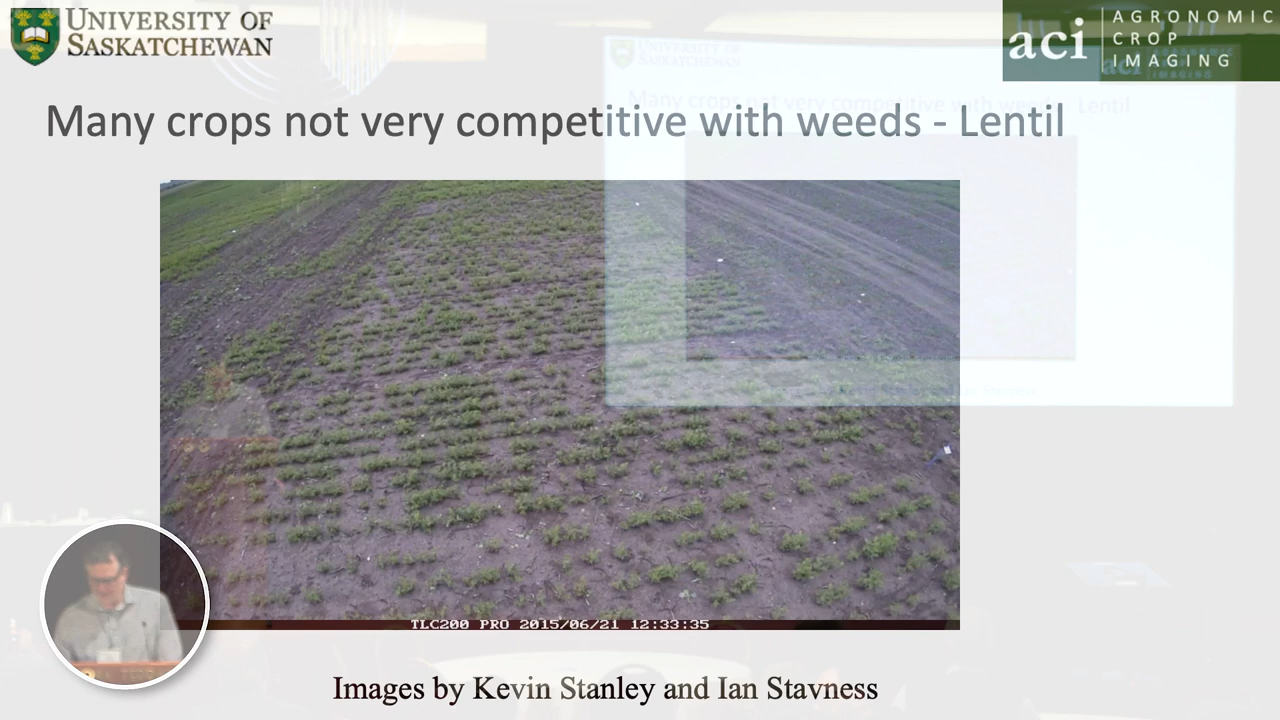 UNIVERSITY OF
SASKATCHEWAN
aci
AGRONOMIC
CROP
IMAGING
Many crops not very competitive with weeds - Lentil
TLC200 PRO 2015/06/21 12:33:35
Images by Kevin Stanley and Ian Stavness